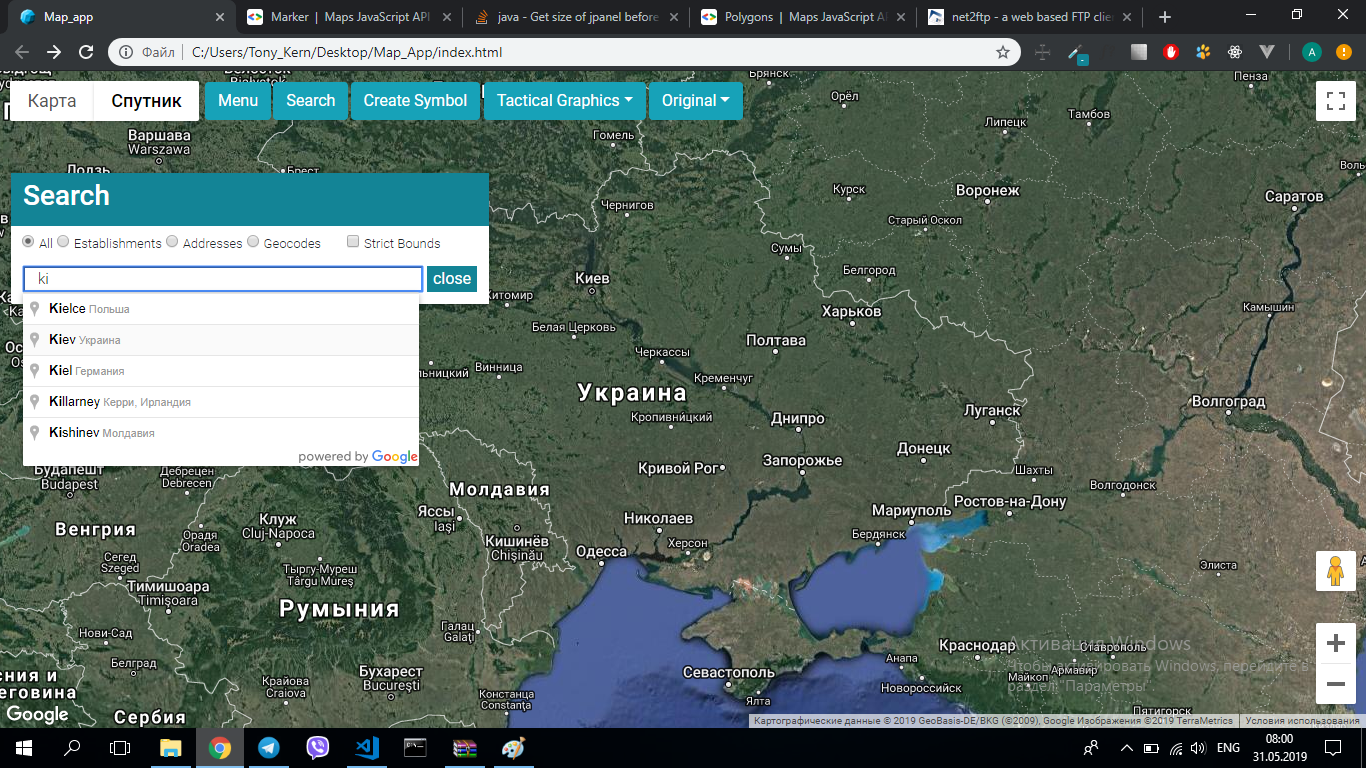 Map_app
Marker | Maps JavaScript API
java - Get size of jpanel before
Polygons | Maps JavaScript A
net2ftp - a web based FTP clie
Файл
C:/Users/Tony_Kern/Desktop/Map_App/index.html
A
Карта
Спутник
Menu
Search
Create Symbol
Tactical Graphics
Original
Search
All
Establishments
Addresses
Geocodes
Strict Bounds
ki
close
Kielce Польша
Kiev Украина
Kiel Германия
Killarney Керри, Ирландия
Kishinev Молдавия
powered by Google
Варшава
Warszawa
Лодзь
Брест
Брянск
Орёл
Пенза
Тамбов
Липецк
Гомель
Курск
Воронеж
Саратов
Чернигов
Старый Оскол
Сумы
Белгород
Киев
Житомир
Харьков
Камышин
Белая Церковь
Полтава
Черкассы
Винница
Кременчуг
Украина
Луганск
Волгоград
Кропивницкий
Днипро
Донецк
Кривой Рог
Запорожье
Шахты
Будапешт
Budapest
Дебрецен
Debrecen
Молдавия
Волгодонск
Ростов-на-Дону
Мариуполь
Яссы
Iași
Николаев
Бердянск
Херсон
Венгрия
Клуж
Cluj-Napoca
Орадя
Oradea
Кишинёв
Chișinău
Одесса
Сегед
Szeged
Элиста
Тыргу-Муреш
Târgu Mureș
Тимишоара
Timișoara
Румыния
Галац
Galați
Нови-Сад
Краснодар
Ставрополь
Белград
Бухарест
București
Анапа
Армавир
Майкоп
Севастополь
Новороссийск
Крайова
Craiova
Констанца
Constanța
Ялта
Пятигорск
Сербия
Google
Активация Windows
Чтобы активировать Windows, перейдите в
раздел "Параметры".
Картографические данные © 2019 GeoBasis-DE/BKG (©2009), Google Изображения ©2019 TerraMetrics
Условия использования
ENG
08:00
31.05.2019